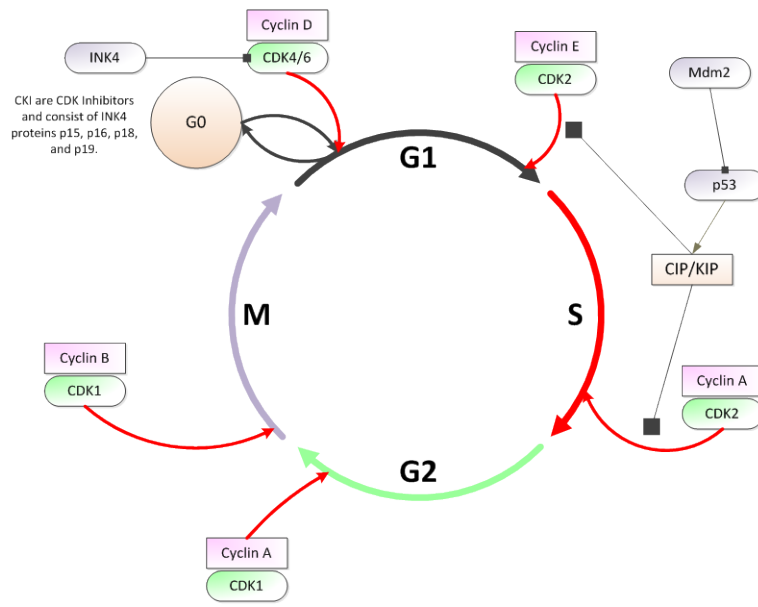 Cyclin D
CDK4/6
INK4
Cyclin E
CDK2
Mdm2
CKI are CDK Inhibitors
and consist of INK4
proteins p15, p16, p18,
and p19.
G0
G1
p53
CIP/KIP
M
S
Cyclin B
CDK1
Cyclin A
CDK2
G2
Cyclin A
CDK1